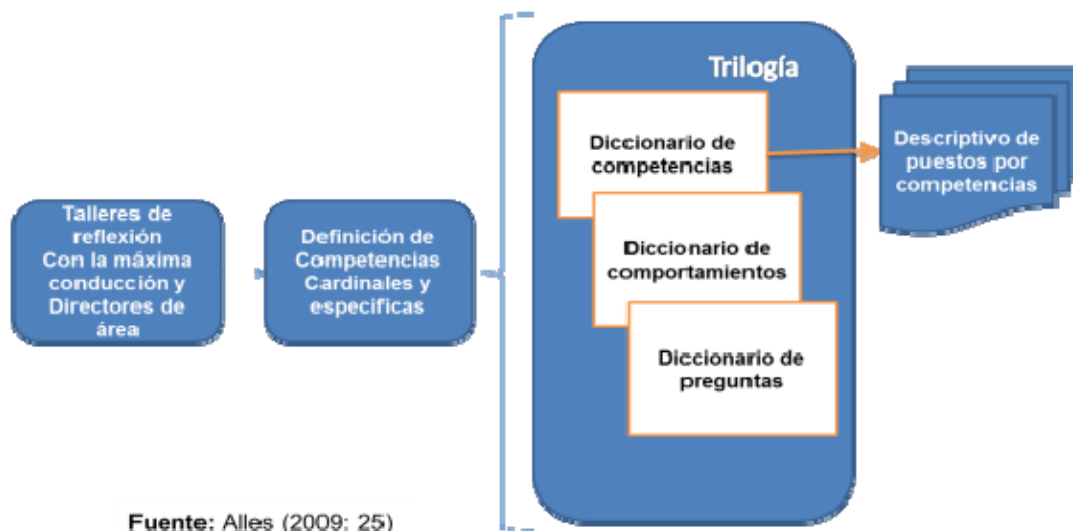 Talleres de
reflexión
Con la máxima
conducción y
Directores de
área
Definición de
Competencias
Cardinales y
especificas
Trilogía
Diccionario de
competencias
Diccionario de
comportamientos
Diccionario de
preguntas
Descriptivo de
puestos por
competencias
Fuente: Alles (2009: 25)